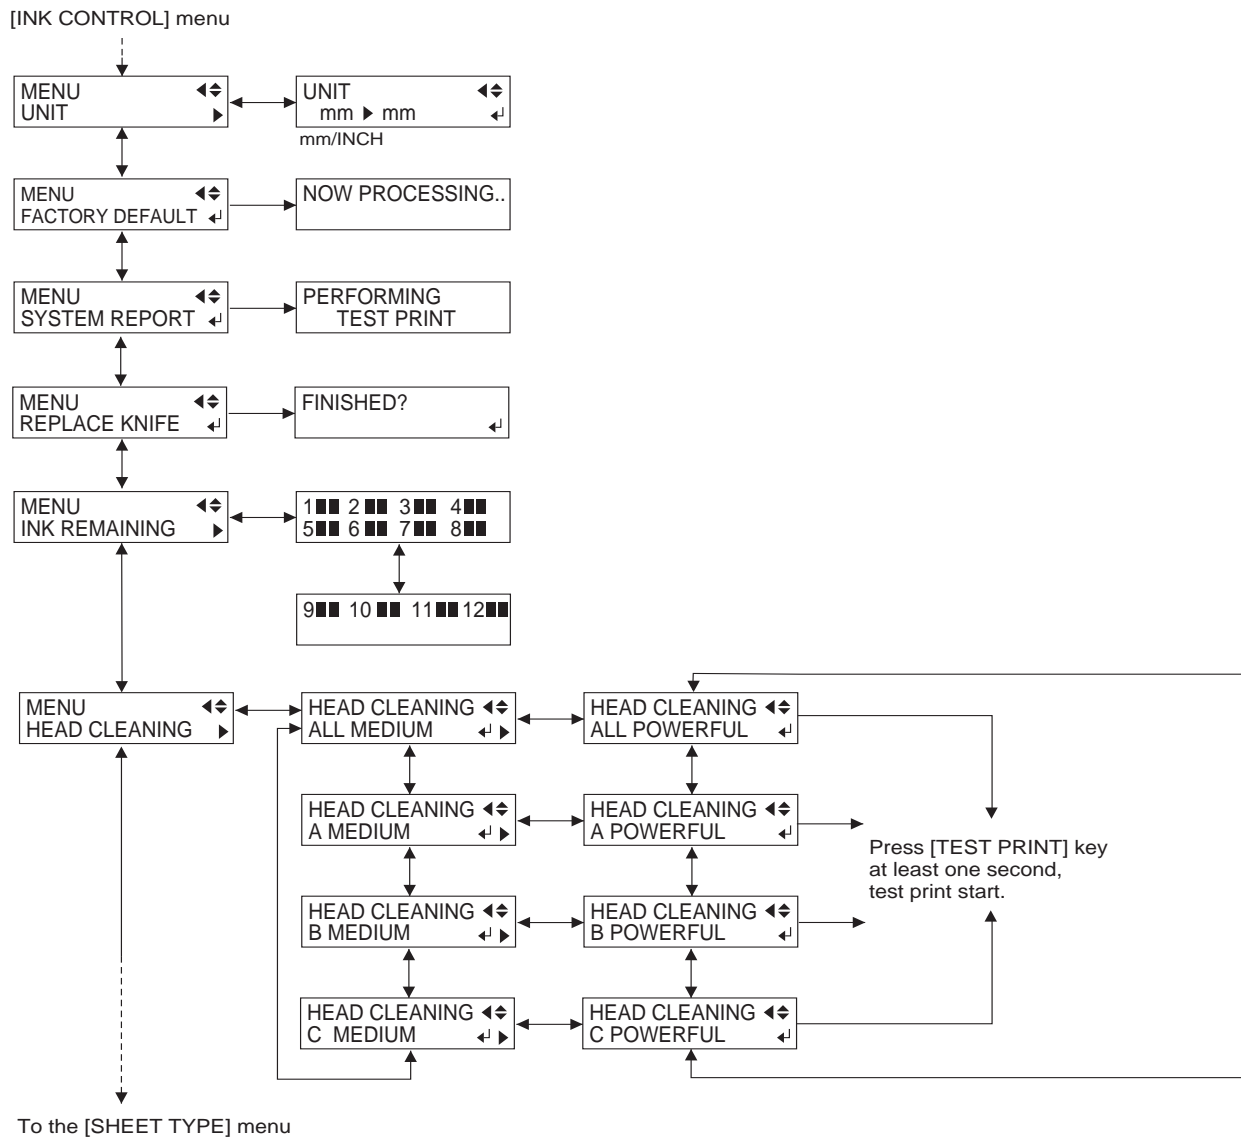 [INK CONTROL] menu
MENU
UNIT
UNIT
mm ▶ mm
mm/INCH
MENU
FACTORY DEFAULT
NOW PROCESSING..
MENU
SYSTEM REPORT
PERFORMING
TEST PRINT
MENU
REPLACE KNIFE
FINISHED?
MENU
INK REMAINING
1■■ 2■■ 3■■ 4■■
5■■ 6■■ 7■■ 8■■
9■■ 10■■ 11■■12■■
MENU
HEAD CLEANING
HEAD CLEANING
ALL MEDIUM
HEAD CLEANING
ALL POWERFUL
HEAD CLEANING
A MEDIUM
HEAD CLEANING
A POWERFUL
Press [TEST PRINT] key
at least one second,
test print start.
HEAD CLEANING
B MEDIUM
HEAD CLEANING
B POWERFUL
HEAD CLEANING
C MEDIUM
HEAD CLEANING
C POWERFUL
To the [SHEET TYPE] menu